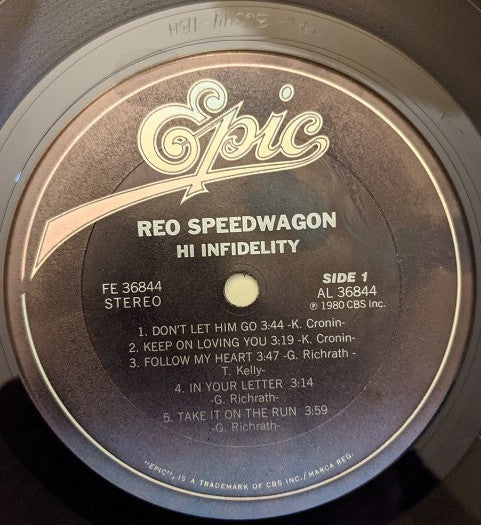 Epic
REO SPEEDWAGON
HI INFIDELITY
FE 36844
STEREO
SIDE 1
AL 36844
℗ 1980 CBS Inc.
1. DON'T LET HIM GO 3:44 -K. Cronin-
2. KEEP ON LOVING YOU 3:19 -K. Cronin-
3. FOLLOW MY HEART 3:47 -G. Richrath -
T. Kelly-
4. IN YOUR LETTER 3:14
-G. Richrath-
5. TAKE IT ON THE RUN 3:59
-G. Richrath-
"EPIC", IS A TRADEMARK OF CBS INC./MARCA REG.